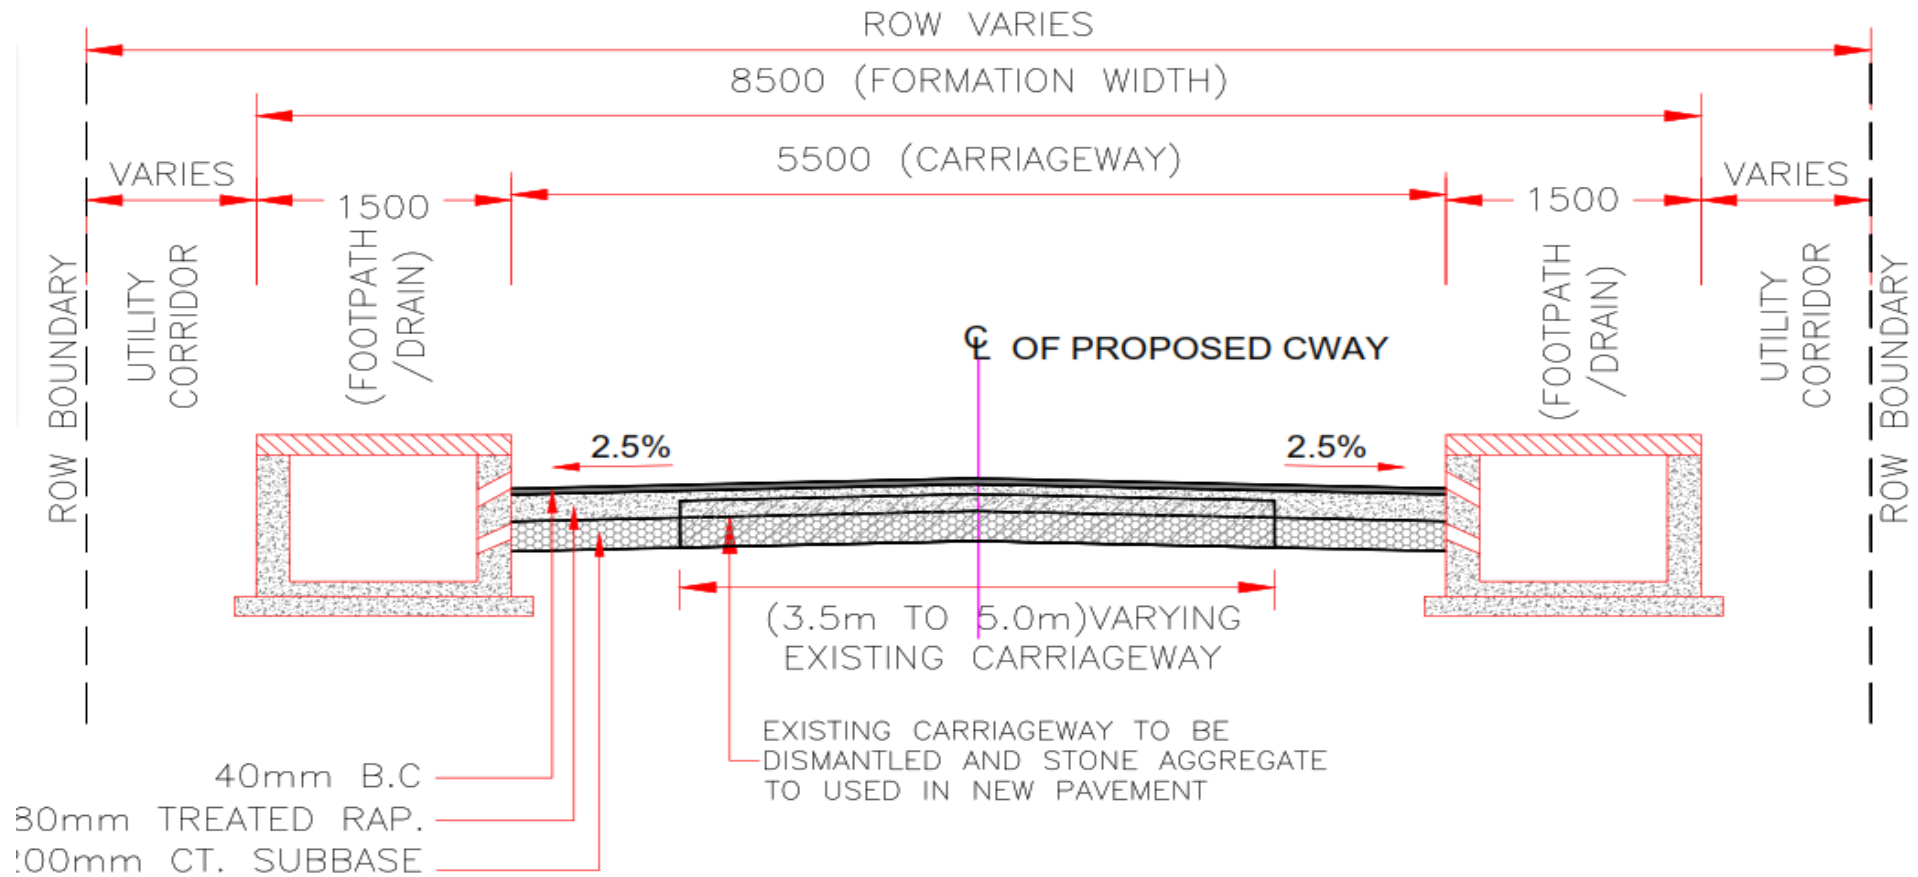 ROW VARIES
8500 (FORMATION WIDTH)
5500 (CARRIAGEWAY)
VARIES
1500
1500
VARIES
ROW BOUNDARY
UTILITY
CORRIDOR
(FOOTPATH
/DRAIN)
℄ OF PROPOSED CWAY
(FOOTPATH
/DRAIN)
UTILITY
CORRIDOR
ROW BOUNDARY
2.5%
2.5%
(3.5m TO 5.0m)VARYING
EXISTING CARRIAGEWAY
EXISTING CARRIAGEWAY TO BE
DISMANTLED AND STONE AGGREGATE
TO USED IN NEW PAVEMENT
40mm B.C
TREATED RAP.
CT. SUBBASE